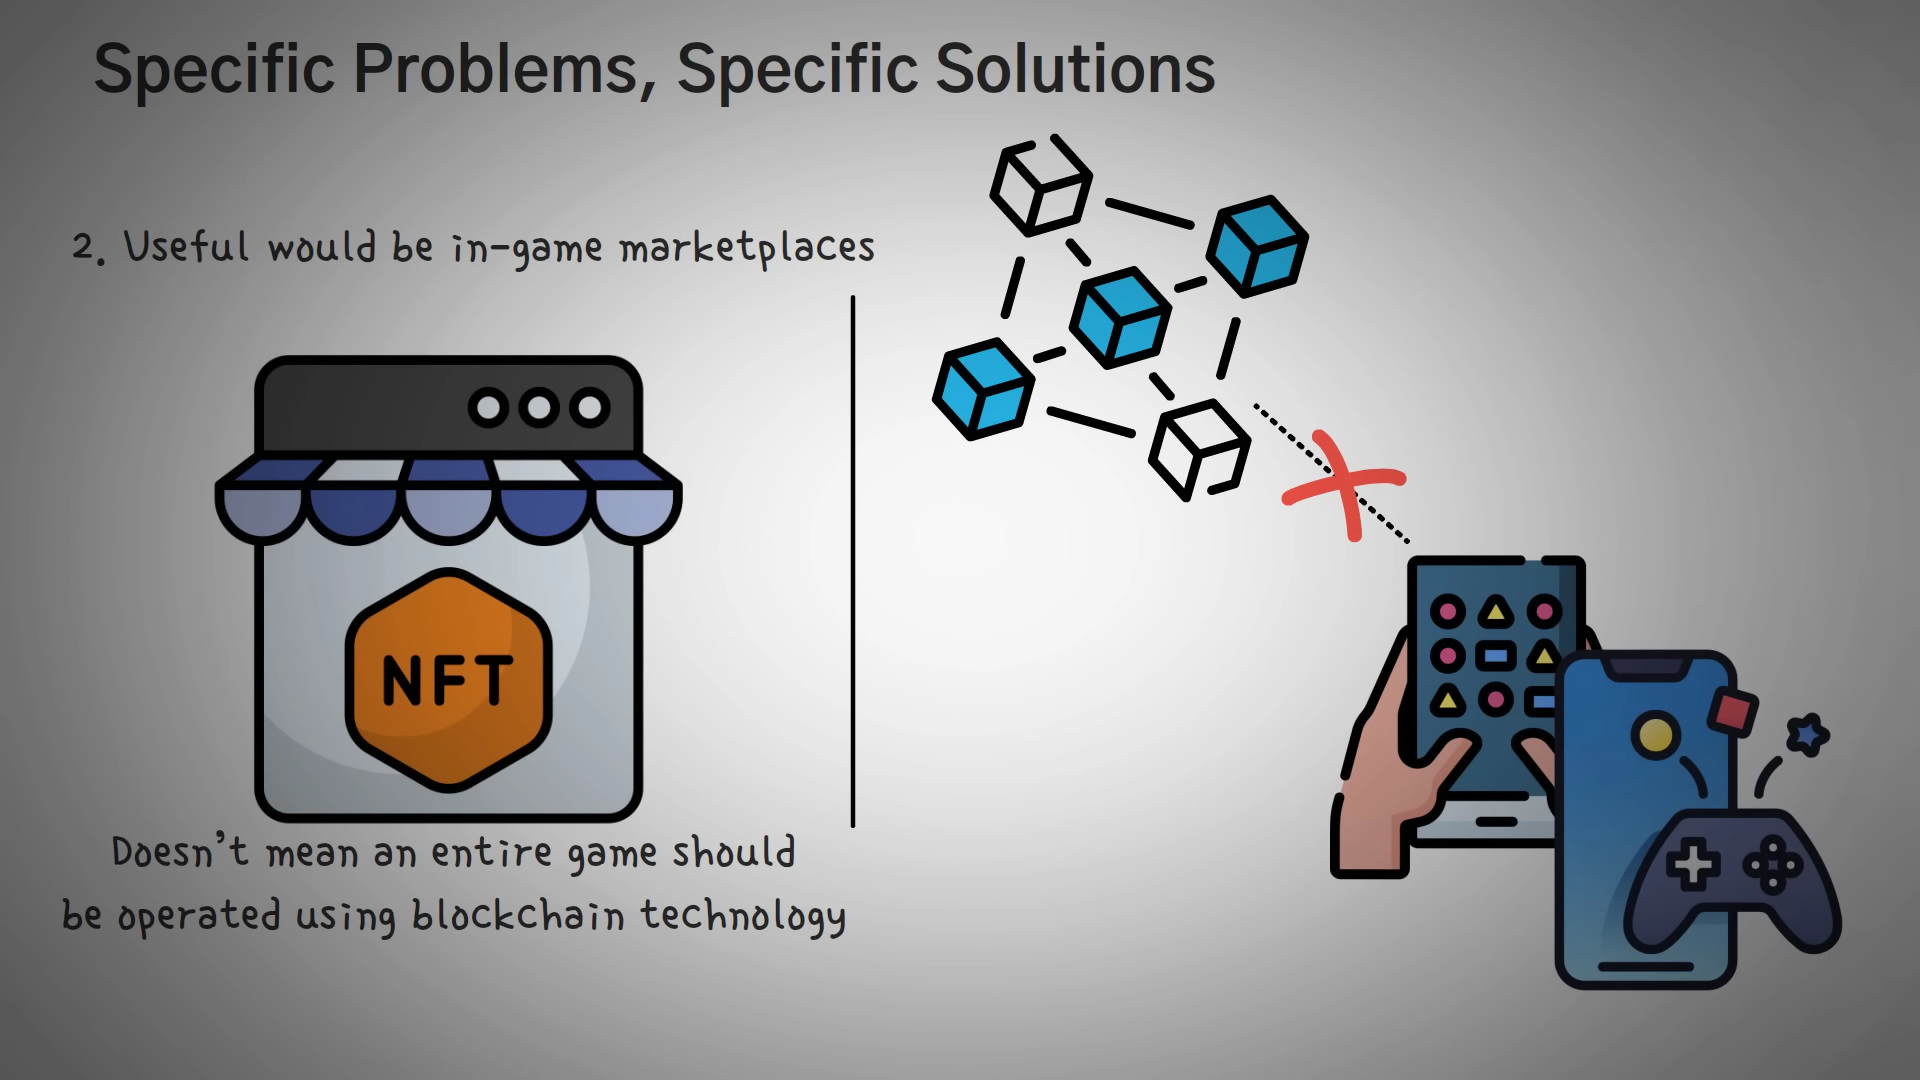 Specific Problems, Specific Solutions
2. Useful would be in-game marketplaces
NFT
Doesn't mean an entire game should
be operated using blockchain technology